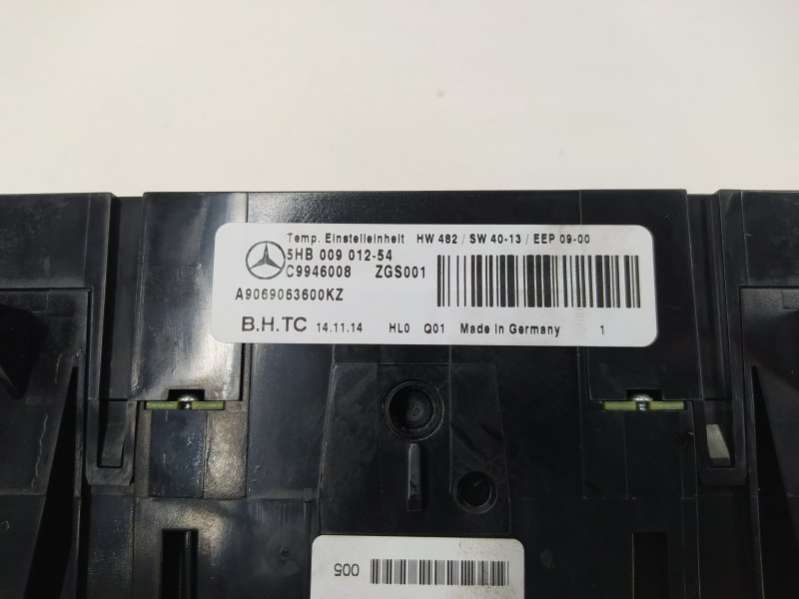 Temp. Einstelleinheit HW 482 / SW 40-13 / EEP 09-00
5HB 009 012-54
C9946008 ZGS001
A9069063600KZ
B.H.TC 14.11.14 HL0 Q01 Made in Germany 1
005